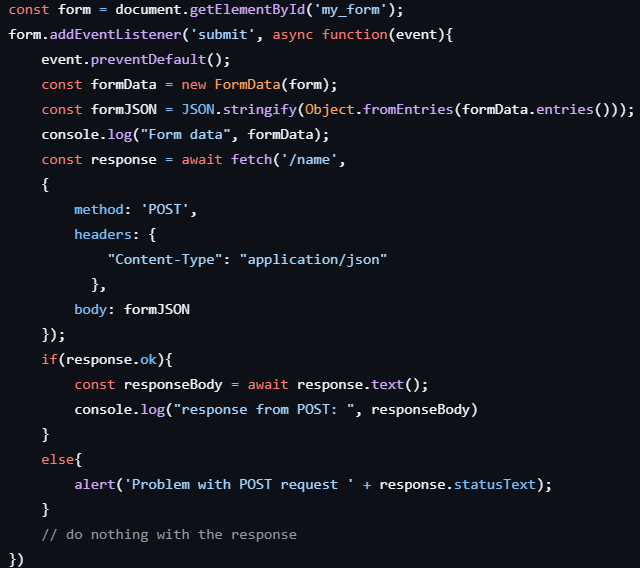 const form = document.getElementById('my_form');
form.addEventListener('submit', async function(event){
    event.preventDefault();
    const formData = new FormData(form);
    const formJSON = JSON.stringify(Object.fromEntries(formData.entries()));
    console.log("Form data", formData);
    const response = await fetch('/name',
    {
        method: 'POST',
        headers: {
            "Content-Type": "application/json"
          },
        body: formJSON
    });
    if(response.ok){
        const responseBody = await response.text();
        console.log("response from POST: ", responseBody)
    }
    else{
        alert('Problem with POST request ' + response.statusText);
    }
    // do nothing with the response
})